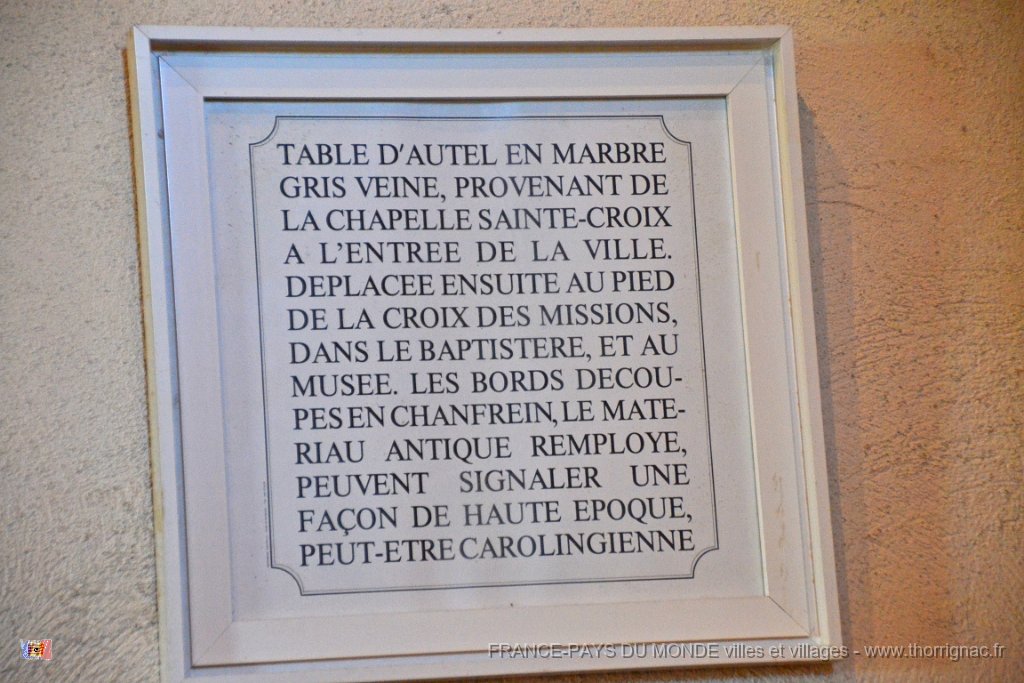 TABLE D'AUTEL EN MARBRE
GRIS VEINE, PROVENANT DE
LA CHAPELLE SAINTE-CROIX
A L'ENTREE DE LA VILLE.
DEPLACEE ENSUITE AU PIED
DE LA CROIX DES MISSIONS,
DANS LE BAPTISTERE, ET AU
MUSEE. LES BORDS DECOU-
PES EN CHANFREIN, LE MATE-
RIAU ANTIQUE REMPLOYE,
PEUVENT SIGNALER UNE
FAÇON DE HAUTE EPOQUE,
PEUT-ETRE CAROLINGIENNE
FRANCE-PAYS DU MONDE villes et villages - www.thorrignac.fr